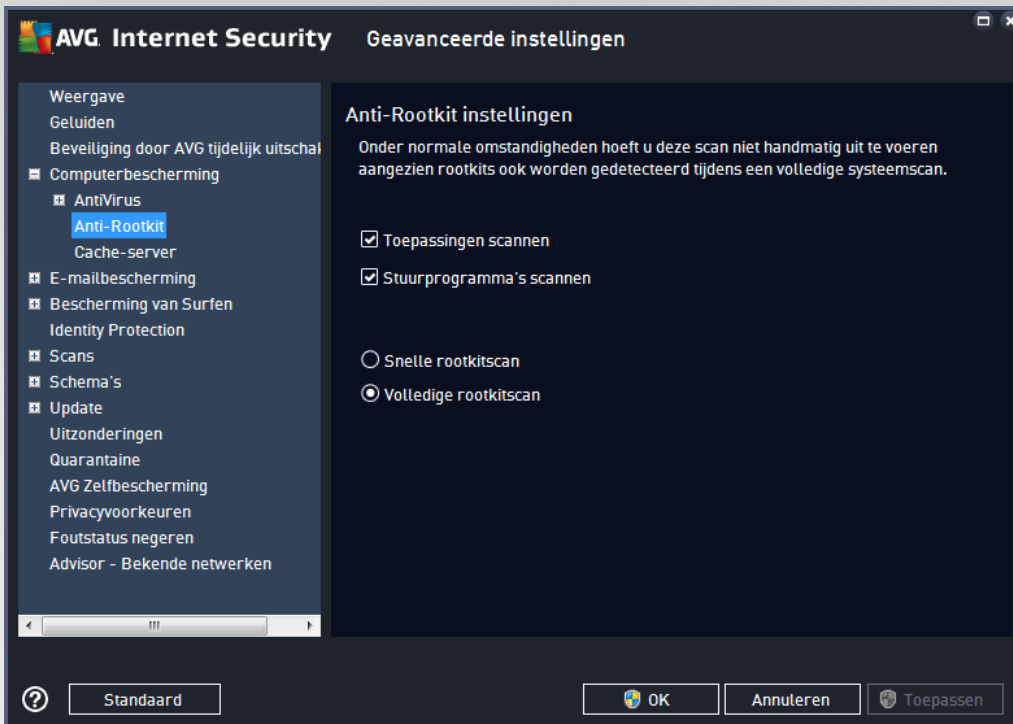 AVG. Internet Security Geavanceerde instellingen
Weergave
Geluiden
Beveiliging door AVG tijdelijk uitschak
Computerbescherming
AntiVirus
Anti-Rootkit
Cache-server
E-mailbescherming
Bescherming van Surfen
Identity Protection
Scans
Schema's
Update
Uitzonderingen
Quarantaine
AVG Zelfbescherming
Privacyvoorkeuren
Foutstatus negeren
Advisor - Bekende netwerken
Anti-Rootkit instellingen
Onder normale omstandigheden hoeft u deze scan niet handmatig uit te voeren
aangezien rootkits ook worden gedetecteerd tijdens een volledige systeemscan.
Toepassingen scannen
Stuurprogramma's scannen
Snelle rootkitscan
Volledige rootkitscan
? Standaard OK Annuleren Toepassen